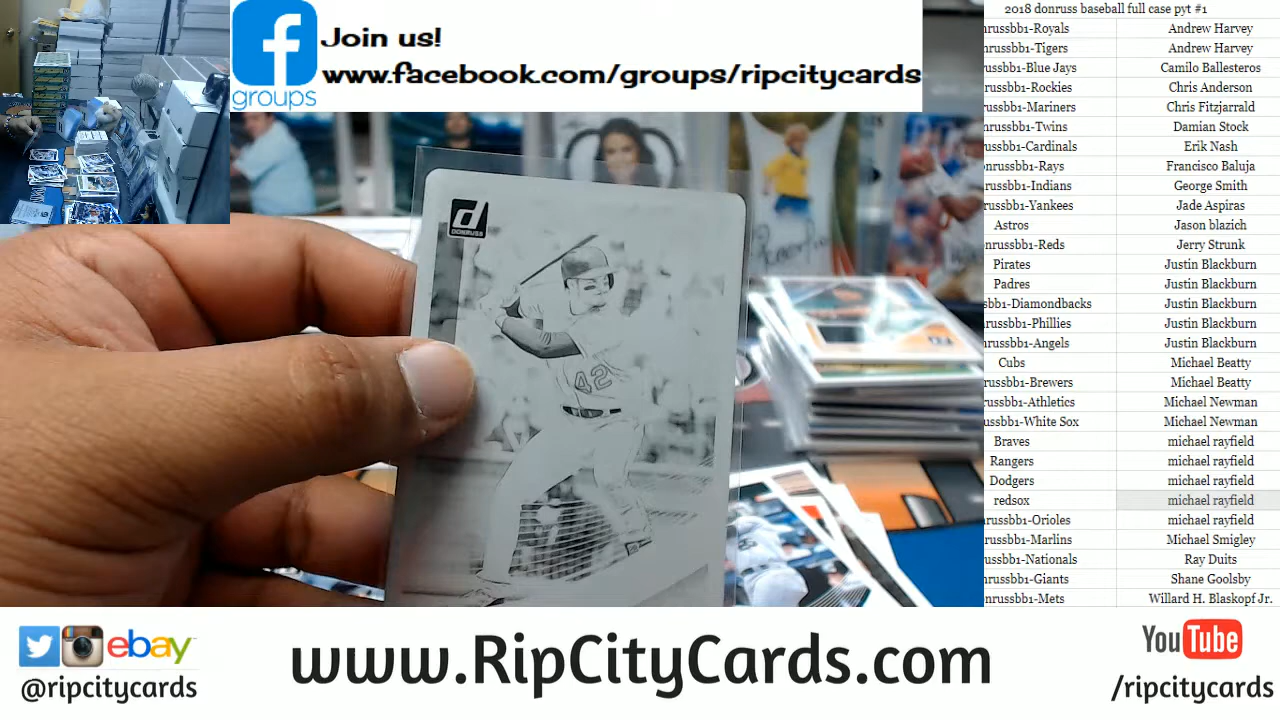 Join us!
www.facebook.com/groups/ripcitycards
groups
2018 donruss baseball full case pyt #1
nrussbb1-Royals Andrew Harvey
nrussbb1-Tigers Andrew Harvey
russbb1-Blue Jays Camilo Ballesteros
russbb1-Rockies Chris Anderson
russbb1-Mariners Chris Fitzjarrald
nrussbb1-Twins Damian Stock
russbb1-Cardinals Erik Nash
nrussbb1-Rays Francisco Baluja
russbb1-Indians George Smith
russbb1-Yankees Jade Aspiras
Astros Jason blazich
onrussbb1-Reds Jerry Strunk
Pirates Justin Blackburn
Padres Justin Blackburn
sbb1-Diamondbacks Justin Blackburn
russbb1-Phillies Justin Blackburn
nrussbb1-Angels Justin Blackburn
Cubs Michael Beatty
russbb1-Brewers Michael Beatty
russbb1-Athletics Michael Newman
russbb1-White Sox Michael Newman
Braves michael rayfield
Rangers michael rayfield
Dodgers michael rayfield
redsox michael rayfield
nrussbb1-Orioles michael rayfield
russbb1-Marlins Michael Smigley
russbb1-Nationals Ray Duits
nrussbb1-Giants Shane Goolsby
onrussbb1-Mets Willard H. Blaskopf Jr.
d
DONRUSS
42
ebay
@ripcitycards
www.RipCityCards.com
YouTube
/ripcitycards